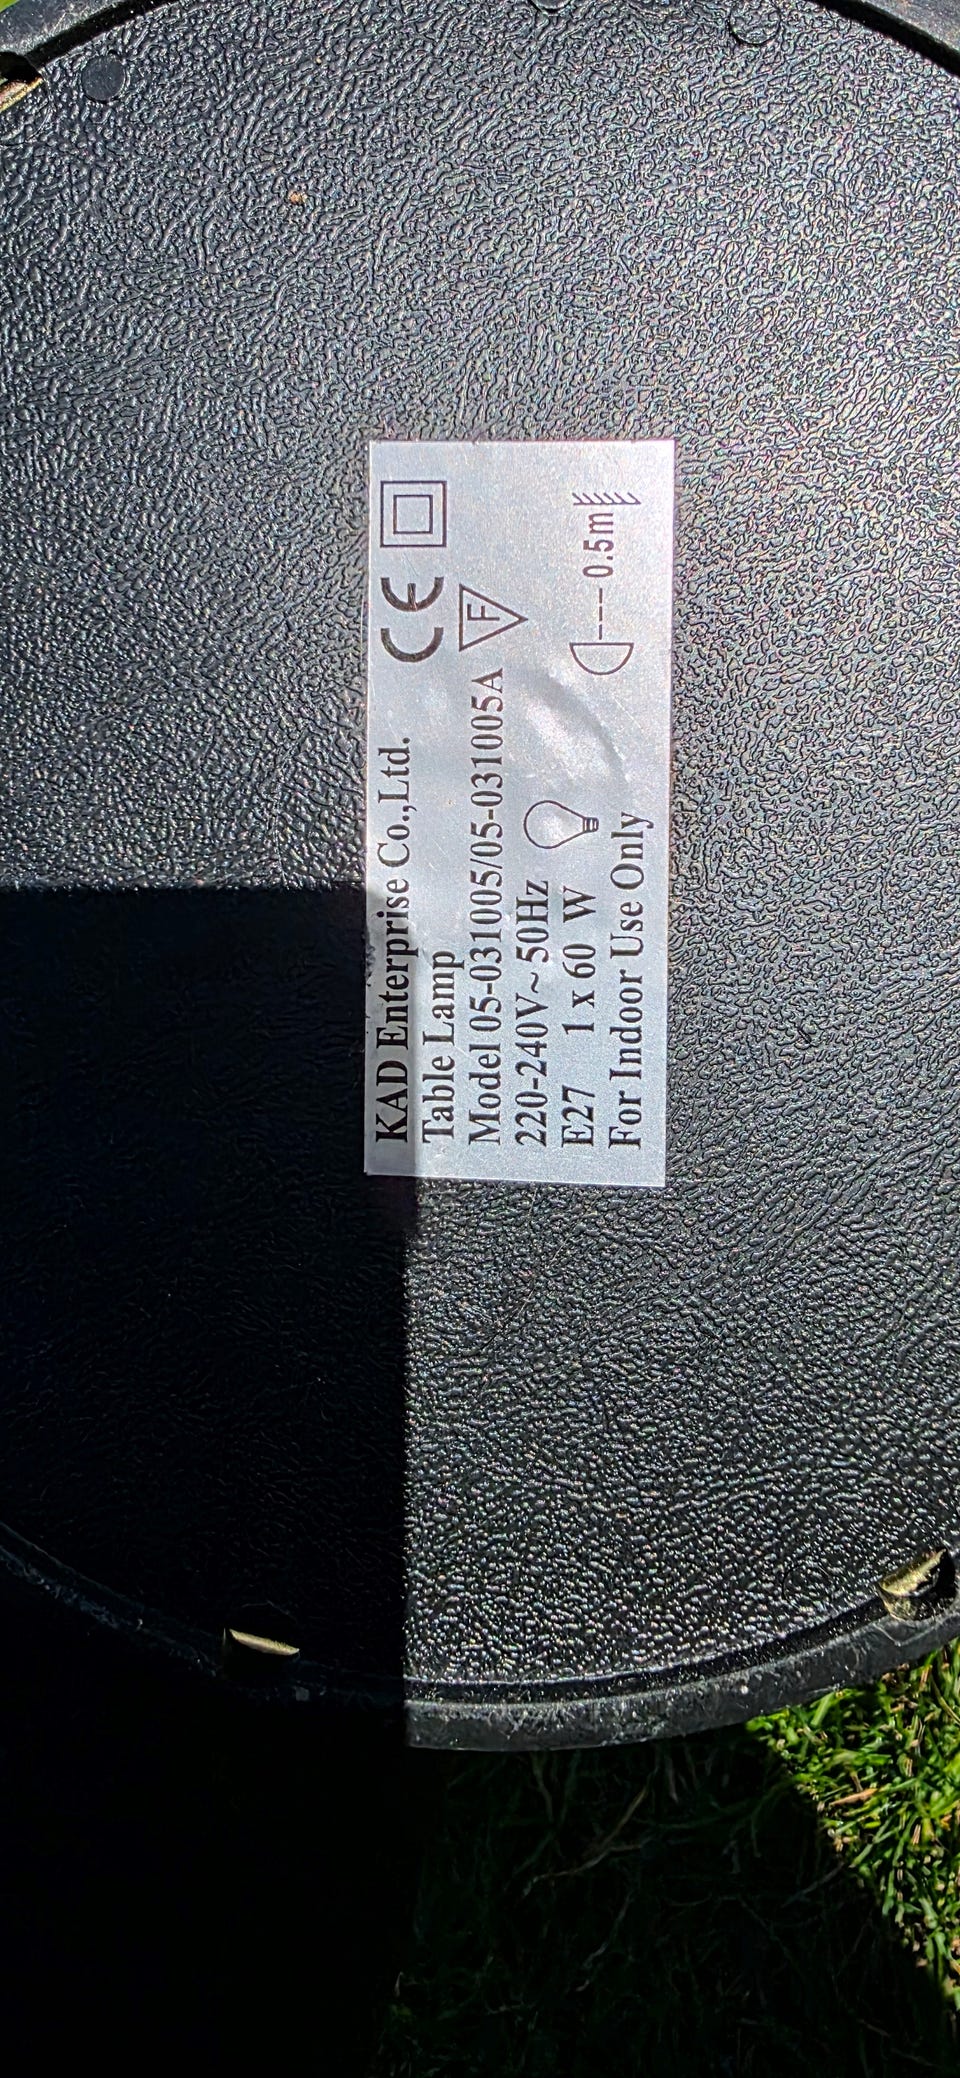 KAD Enterprise Co.,Ltd. CE
Table Lamp
Model 05-031005/05-031005A F
220-240V~ 50Hz
E27 1 x 60 W 0.5m
For Indoor Use Only